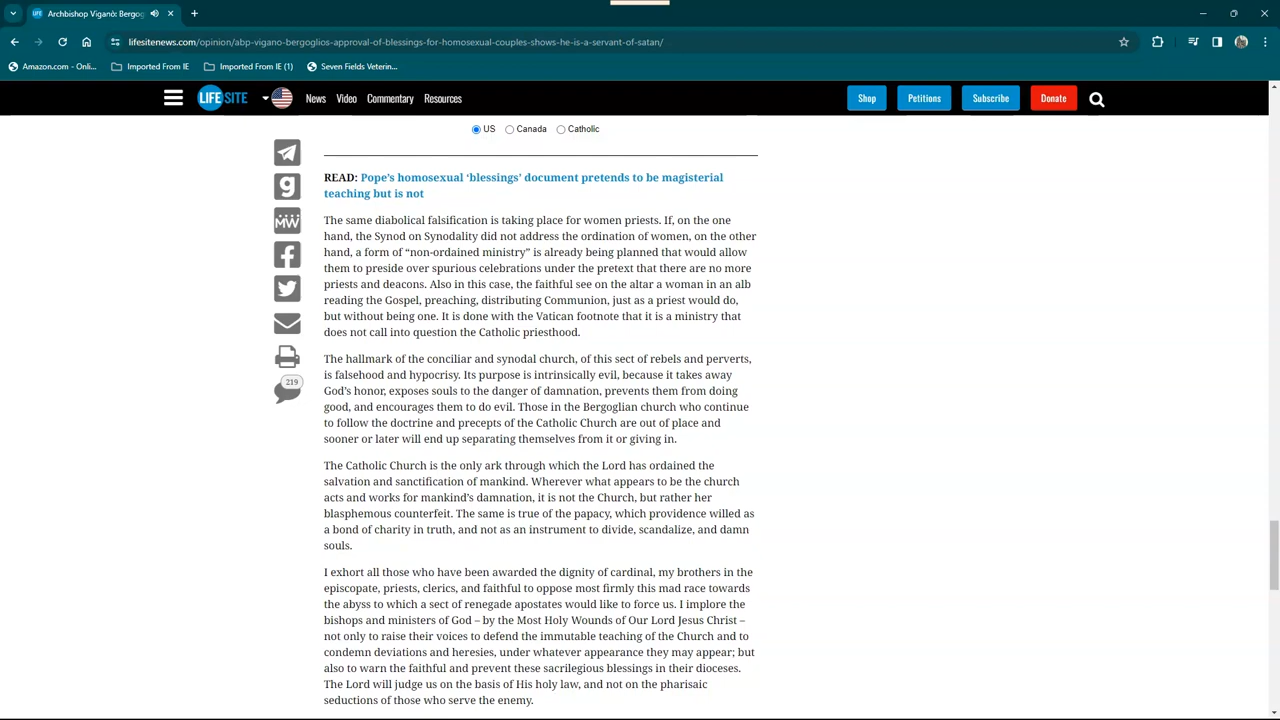 Archbishop Viganò: Bergog
lifesitenews.com/opinion/abp-vigano-bergoglios-approval-of-blessings-for-homosexual-couples-shows-he-is-a-servant-of-satan/
Amazon.com - Onli...
Imported From IE
Imported From IE (1)
Seven Fields Veterin...
LIFE SITE
News
Video
Commentary
Resources
Shop
Petitions
Subscribe
Donate
US
Canada
Catholic
READ: Pope's homosexual ‘blessings’ document pretends to be magisterial
teaching but is not
The same diabolical falsification is taking place for women priests. If, on the one
hand, the Synod on Synodality did not address the ordination of women, on the other
hand, a form of “non-ordained ministry” is already being planned that would allow
them to preside over spurious celebrations under the pretext that there are no more
priests and deacons. Also in this case, the faithful see on the altar a woman in an alb
reading the Gospel, preaching, distributing Communion, just as a priest would do,
but without being one. It is done with the Vatican footnote that it is a ministry that
does not call into question the Catholic priesthood.
The hallmark of the conciliar and synodal church, of this sect of rebels and perverts,
is falsehood and hypocrisy. Its purpose is intrinsically evil, because it takes away
God’s honor, exposes souls to the danger of damnation, prevents them from doing
good, and encourages them to do evil. Those in the Bergoglian church who continue
to follow the doctrine and precepts of the Catholic Church are out of place and
sooner or later will end up separating themselves from it or giving in.
The Catholic Church is the only ark through which the Lord has ordained the
salvation and sanctification of mankind. Wherever what appears to be the church
acts and works for mankind’s damnation, it is not the Church, but rather her
blasphemous counterfeit. The same is true of the papacy, which providence willed as
a bond of charity in truth, and not as an instrument to divide, scandalize, and damn
souls.
I exhort all those who have been awarded the dignity of cardinal, my brothers in the
episcopate, priests, clerics, and faithful to oppose most firmly this mad race towards
the abyss to which a sect of renegade apostates would like to force us. I implore the
bishops and ministers of God – by the Most Holy Wounds of Our Lord Jesus Christ –
not only to raise their voices to defend the immutable teaching of the Church and to
condemn deviations and heresies, under whatever appearance they may appear; but
also to warn the faithful and prevent these sacrilegious blessings in their dioceses.
The Lord will judge us on the basis of His holy law, and not on the pharisaic
seductions of those who serve the enemy.
g
MW
219